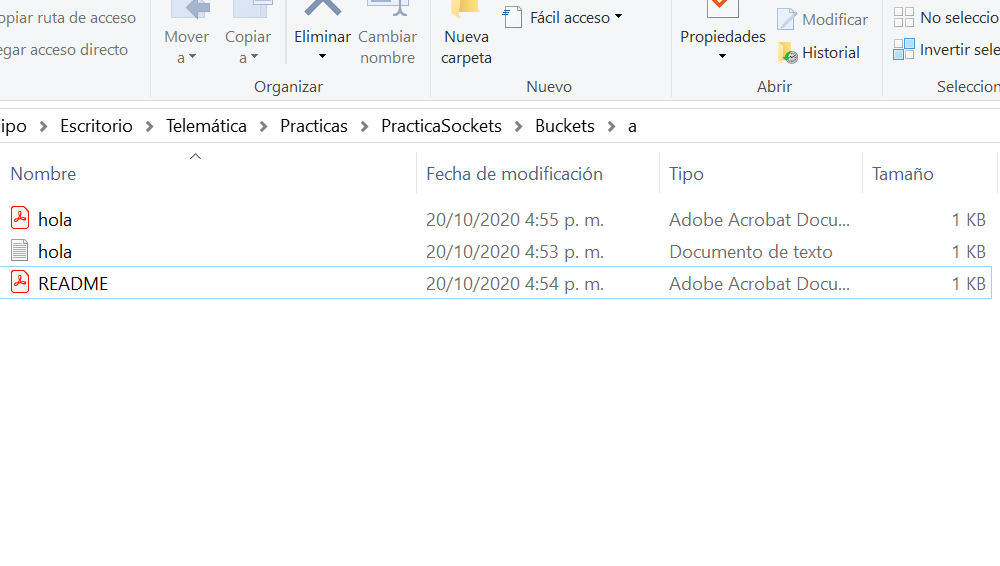 opiar ruta de acceso
egar acceso directo
Mover a
Copiar a
Eliminar
Cambiar nombre
Organizar
Nueva carpeta
Fácil acceso
Nuevo
Propiedades
Modificar
Historial
Abrir
No seleccio
Invertir sele
Seleccion
ipo > Escritorio > Telemática > Practicas > PracticaSockets > Buckets > a
Nombre Fecha de modificación Tipo Tamaño
hola 20/10/2020 4:55 p. m. Adobe Acrobat Docu... 1 KB
hola 20/10/2020 4:53 p. m. Documento de texto 1 KB
README 20/10/2020 4:54 p. m. Adobe Acrobat Docu... 1 KB